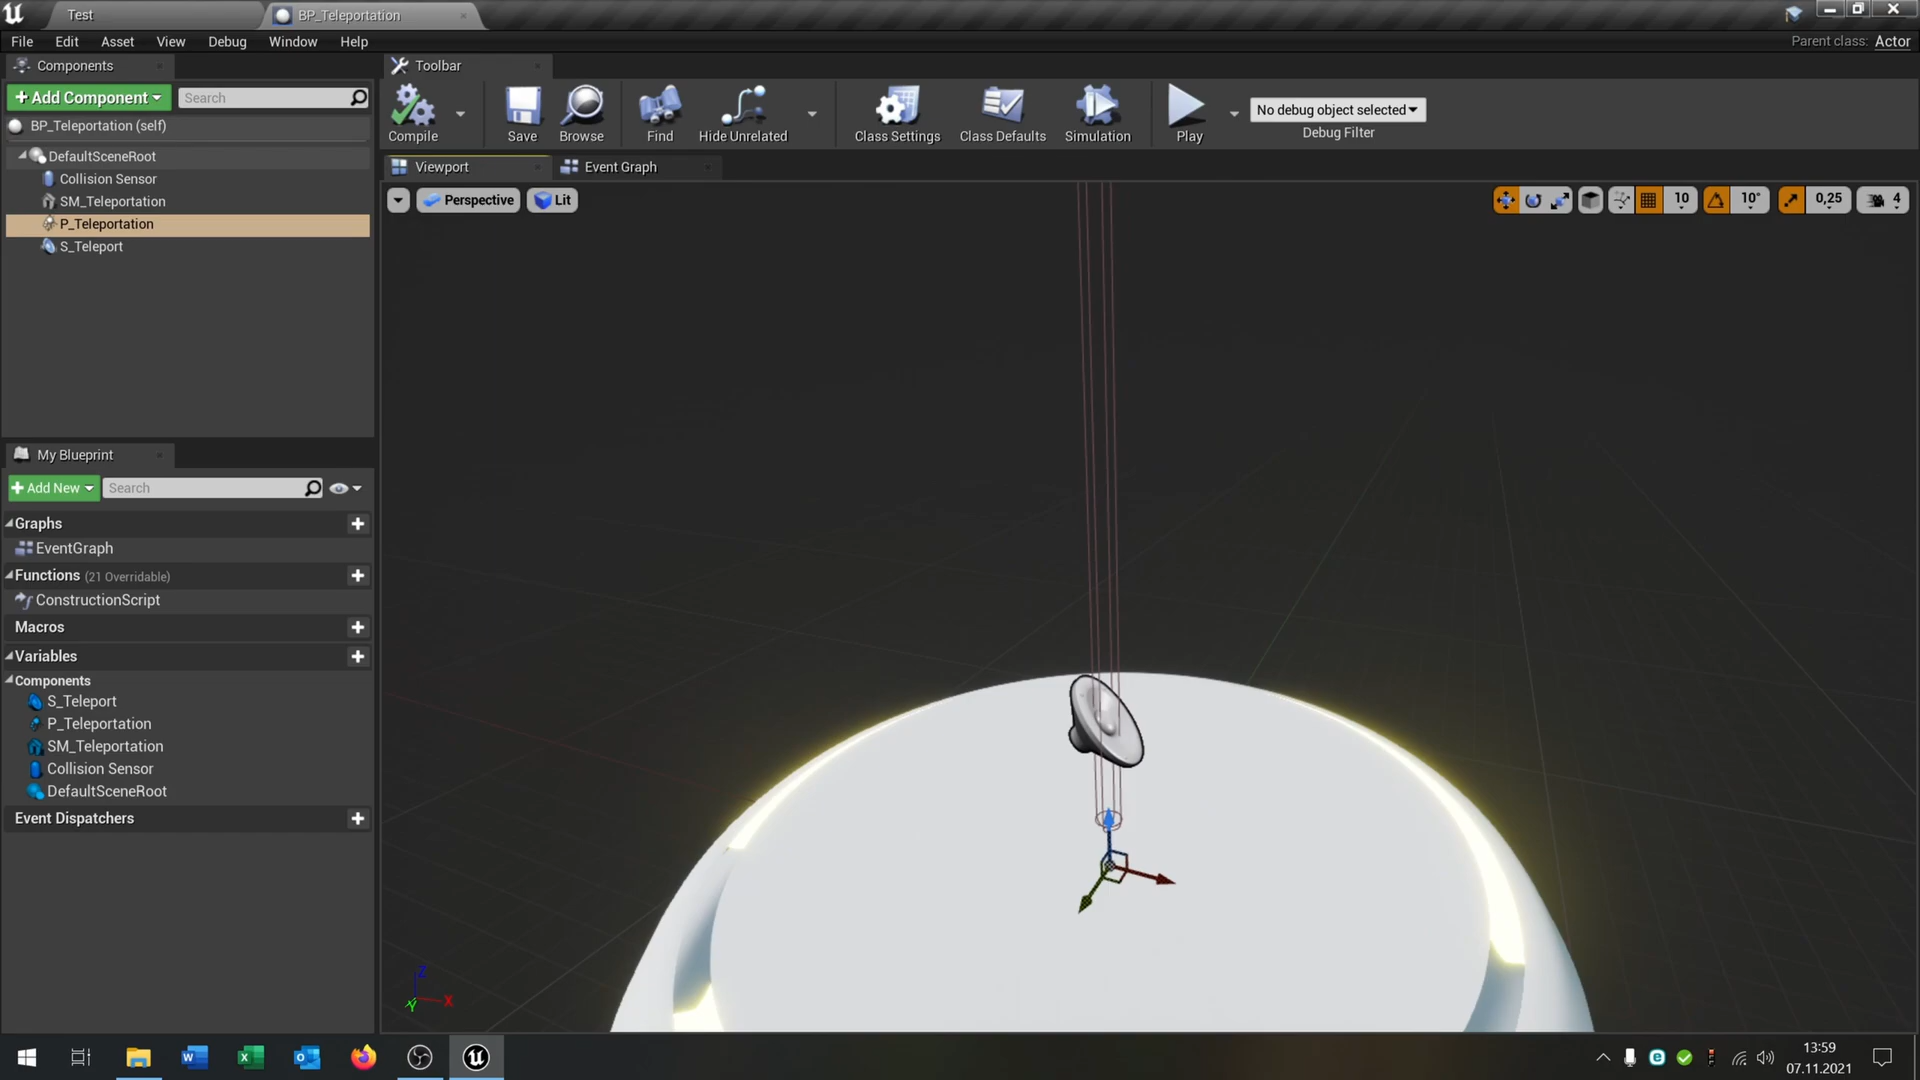 Test
BP_Teleportation
File Edit Asset View Debug Window Help
Parent class: Actor
Components
Toolbar
Add Component
Search
Compile
Save
Browse
Find
Hide Unrelated
Class Settings
Class Defaults
Simulation
Play
No debug object selected
Debug Filter
BP_Teleportation (self)
DefaultSceneRoot
Collision Sensor
SM_Teleportation
P_Teleportation
S_Teleport
Viewport
Event Graph
Perspective
Lit
10
10°
0,25
4
My Blueprint
Add New
Search
Graphs
EventGraph
Functions (21 Overridable)
ConstructionScript
Macros
Variables
Components
S_Teleport
P_Teleportation
SM_Teleportation
Collision Sensor
DefaultSceneRoot
Event Dispatchers
Z
X
Y
13:59
07.11.2021